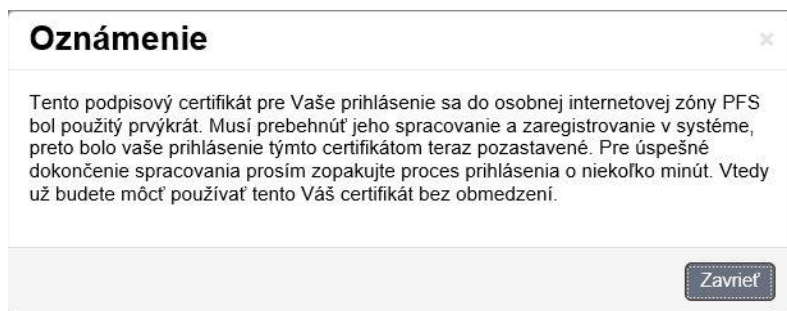 Oznámenie
Tento podpisový certifikát pre Vaše prihlásenie sa do osobnej internetovej zóny PFS
bol použitý prvýkrát. Musí prebehnúť jeho spracovanie a zaregistrovanie v systéme,
preto bolo vaše prihlásenie týmto certifikátom teraz pozastavené. Pre úspešné
dokončenie spracovania prosím zopakujte proces prihlásenia o niekoľko minút. Vtedy
už budete môcť používať tento Váš certifikát bez obmedzení.
Zavrieť